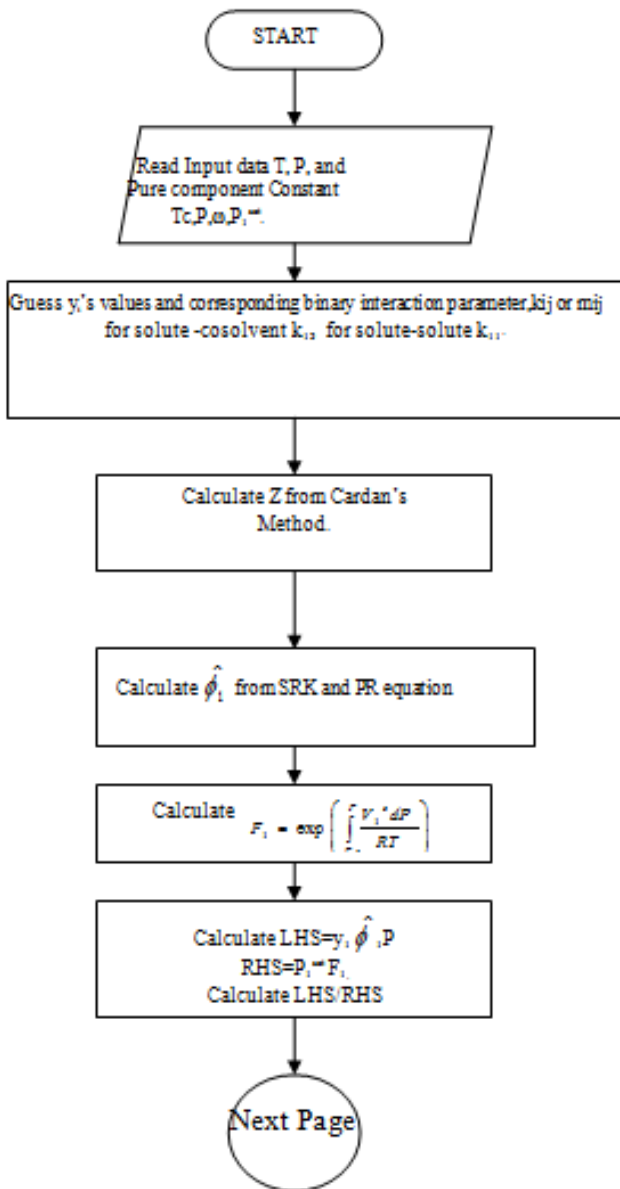 START
Read Input data T, P, and
Pure component Constant
Tc,P,ω,P₁ˢᵃᵗ.
Guess yᵢ's values and corresponding binary interaction parameter,kij or mij
for solute -cosolvent k₁₃ for solute-solute k₁₁.
Calculate Z from Cardan's
Method.
Calculate ϕ̂₁ from SRK and PR equation
Calculate F₁ = exp ( ∫ V₁ˢ dP / RT )
Calculate LHS=y₁ ϕ̂ ₁P
RHS=P₁ˢᵃᵗ F₁.
Calculate LHS/RHS
Next Page